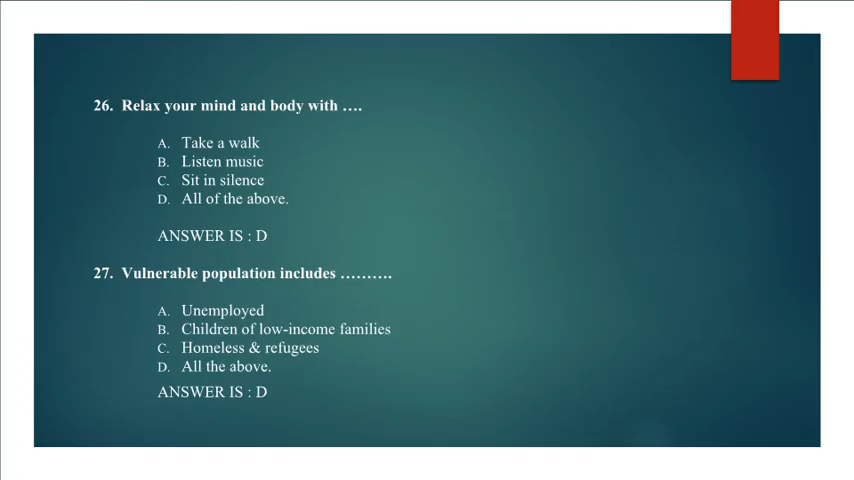 26. Relax your mind and body with ….
A. Take a walk
B. Listen music
C. Sit in silence
D. All of the above.
ANSWER IS : D
27. Vulnerable population includes ……….
A. Unemployed
B. Children of low-income families
C. Homeless & refugees
D. All the above.
ANSWER IS : D